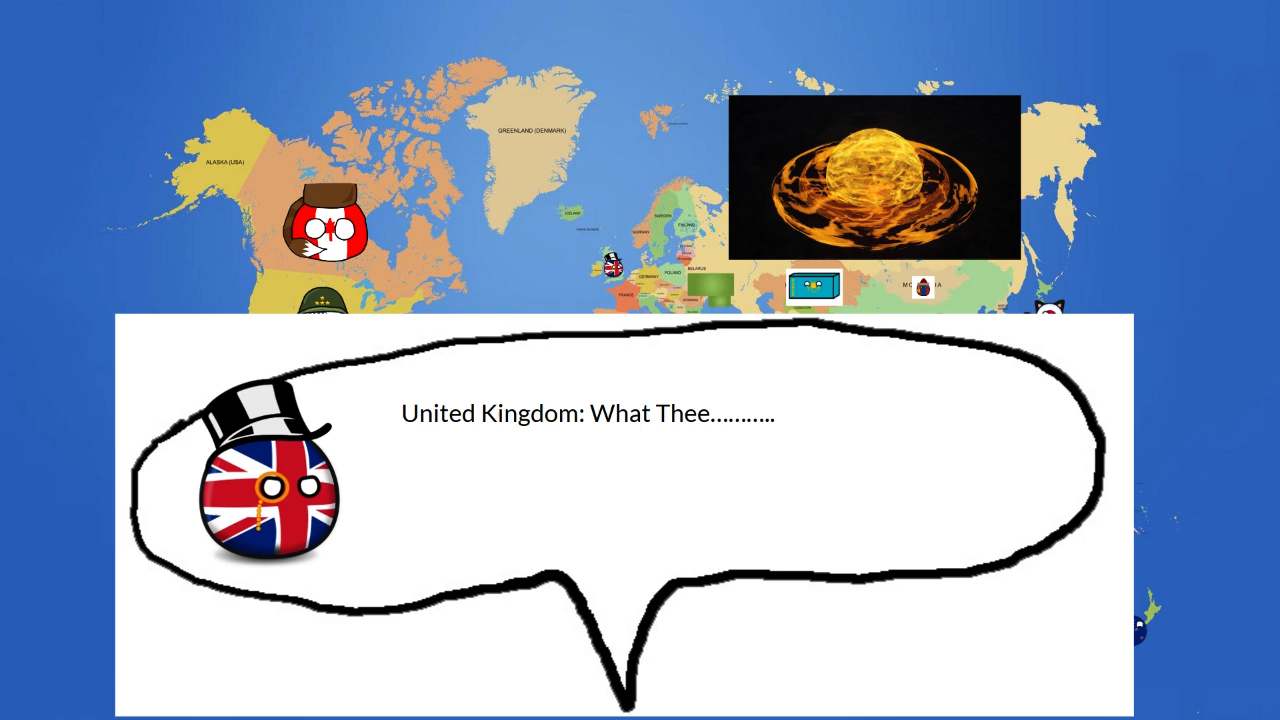 GREENLAND (DENMARK)
ALASKA (USA)
ICELAND
SWEDEN
FINLAND
NORWAY
BELARUS
POLAND
GERMANY
FRANCE
United Kingdom: What Thee………..